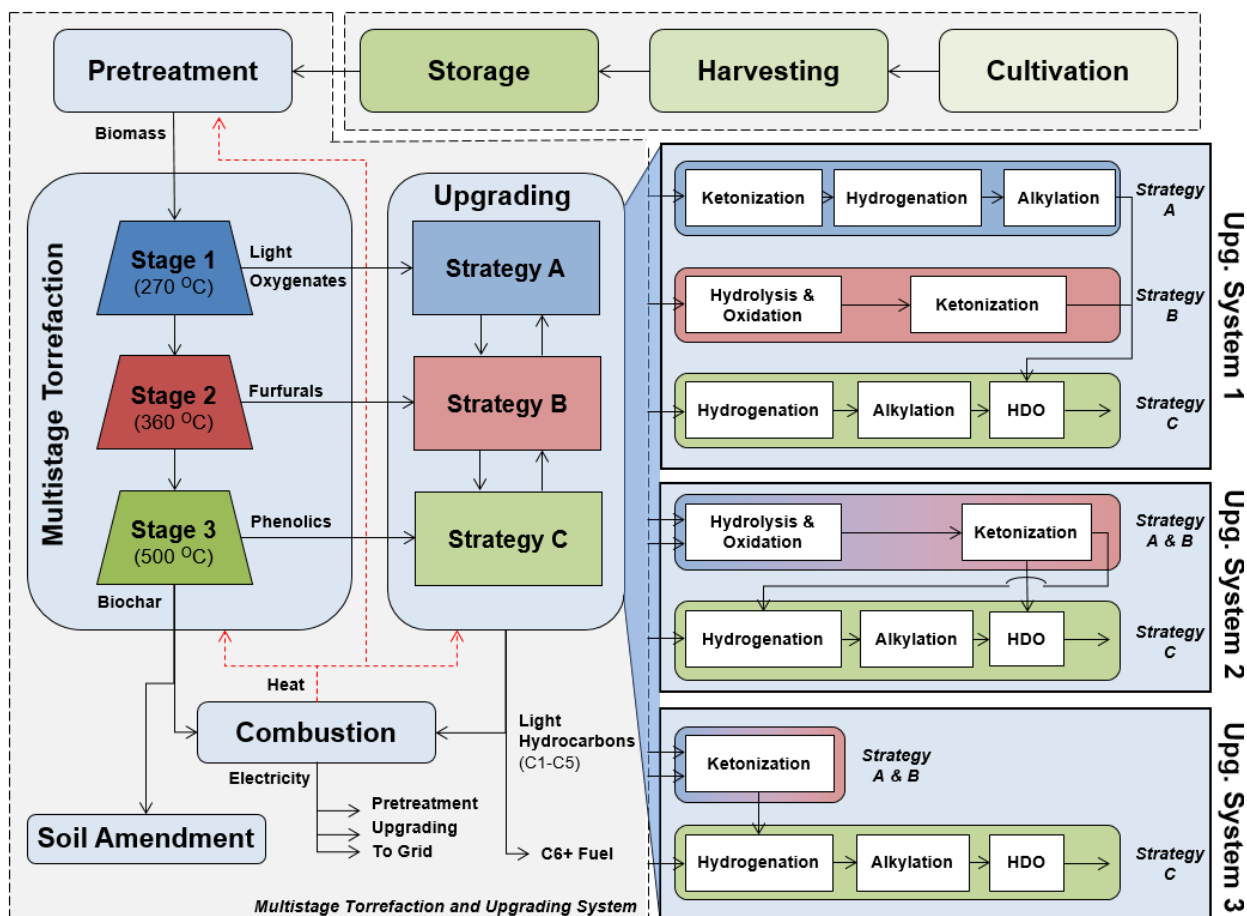 Pretreatment
Storage
Harvesting
Cultivation
Biomass
Multistage Torrefaction
Stage 1
(270 ᴼC)
Light
Oxygenates
Stage 2
(360 ᴼC)
Furfurals
Stage 3
(500 ᴼC)
Phenolics
Biochar
Upgrading
Strategy A
Strategy B
Strategy C
Heat
Combustion
Light
Hydrocarbons
(C1-C5)
Electricity
Pretreatment
Upgrading
To Grid
C6+ Fuel
Soil Amendment
Multistage Torrefaction and Upgrading System
Ketonization
Hydrogenation
Alkylation
Strategy
A
Hydrolysis &
Oxidation
Ketonization
Strategy
B
Hydrogenation
Alkylation
HDO
Strategy
C
Upg. System 1
Hydrolysis &
Oxidation
Ketonization
Strategy
A & B
Hydrogenation
Alkylation
HDO
Strategy
C
Upg. System 2
Ketonization
Strategy
A & B
Hydrogenation
Alkylation
HDO
Strategy
C
Upg. System 3